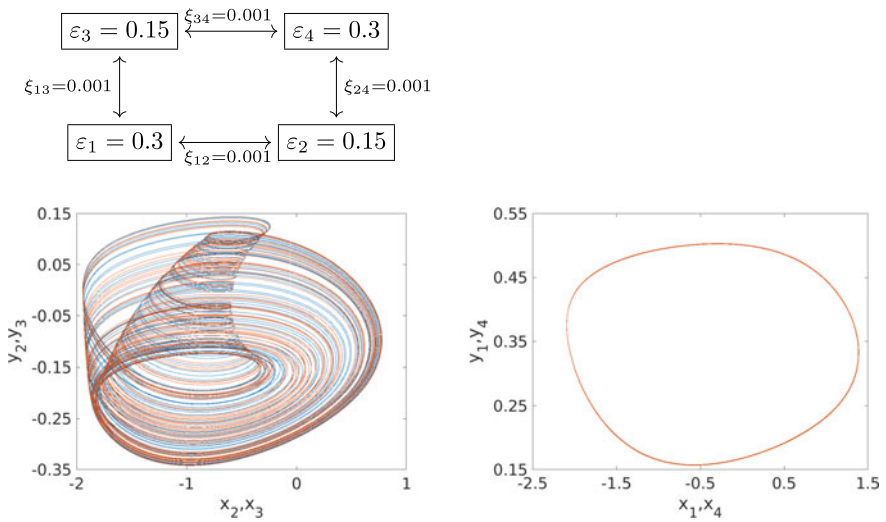 ξ₃₄=0.001
ε₃ = 0.15
ε₄ = 0.3
ξ₁₃=0.001
ξ₂₄=0.001
ε₁ = 0.3
ε₂ = 0.15
ξ₁₂=0.001
0.15
0.05
-0.05
-0.15
-0.25
-0.35
y₂,y₃
-2
-1
0
1
x₂,x₃
0.55
0.45
0.35
0.25
0.15
y₁,y₄
-2.5
-1.5
-0.5
0.5
1.5
x₁,x₄